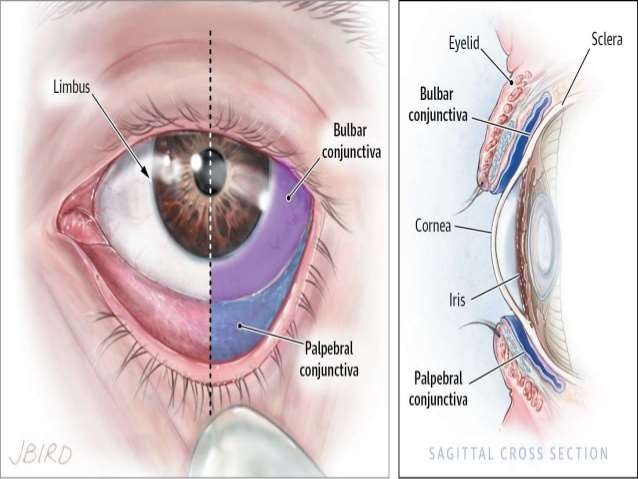 Limbus
Bulbar
conjunctiva
Palpebral
conjunctiva
JBIRD
Eyelid
Sclera
Bulbar
conjunctiva
Cornea
Iris
Palpebral
conjunctiva
SAGITTAL CROSS SECTION